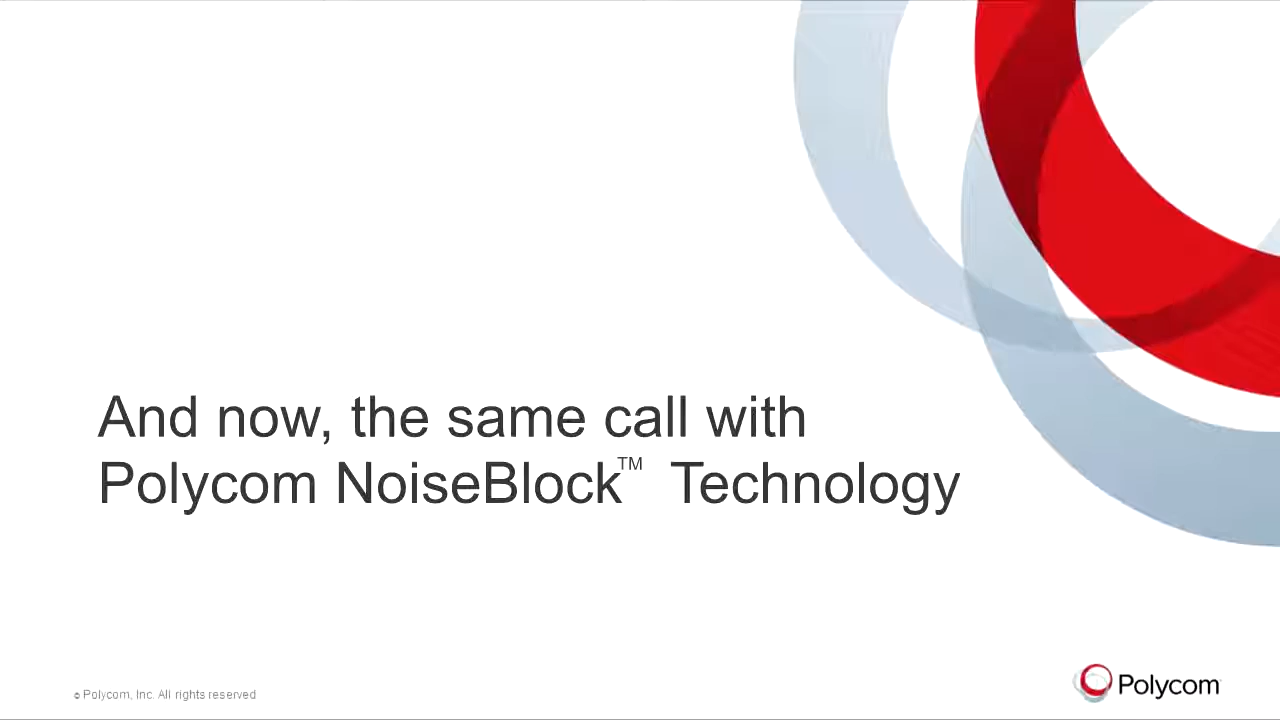 And now, the same call with
Polycom NoiseBlock™ Technology
© Polycom, Inc. All rights reserved
Polycom